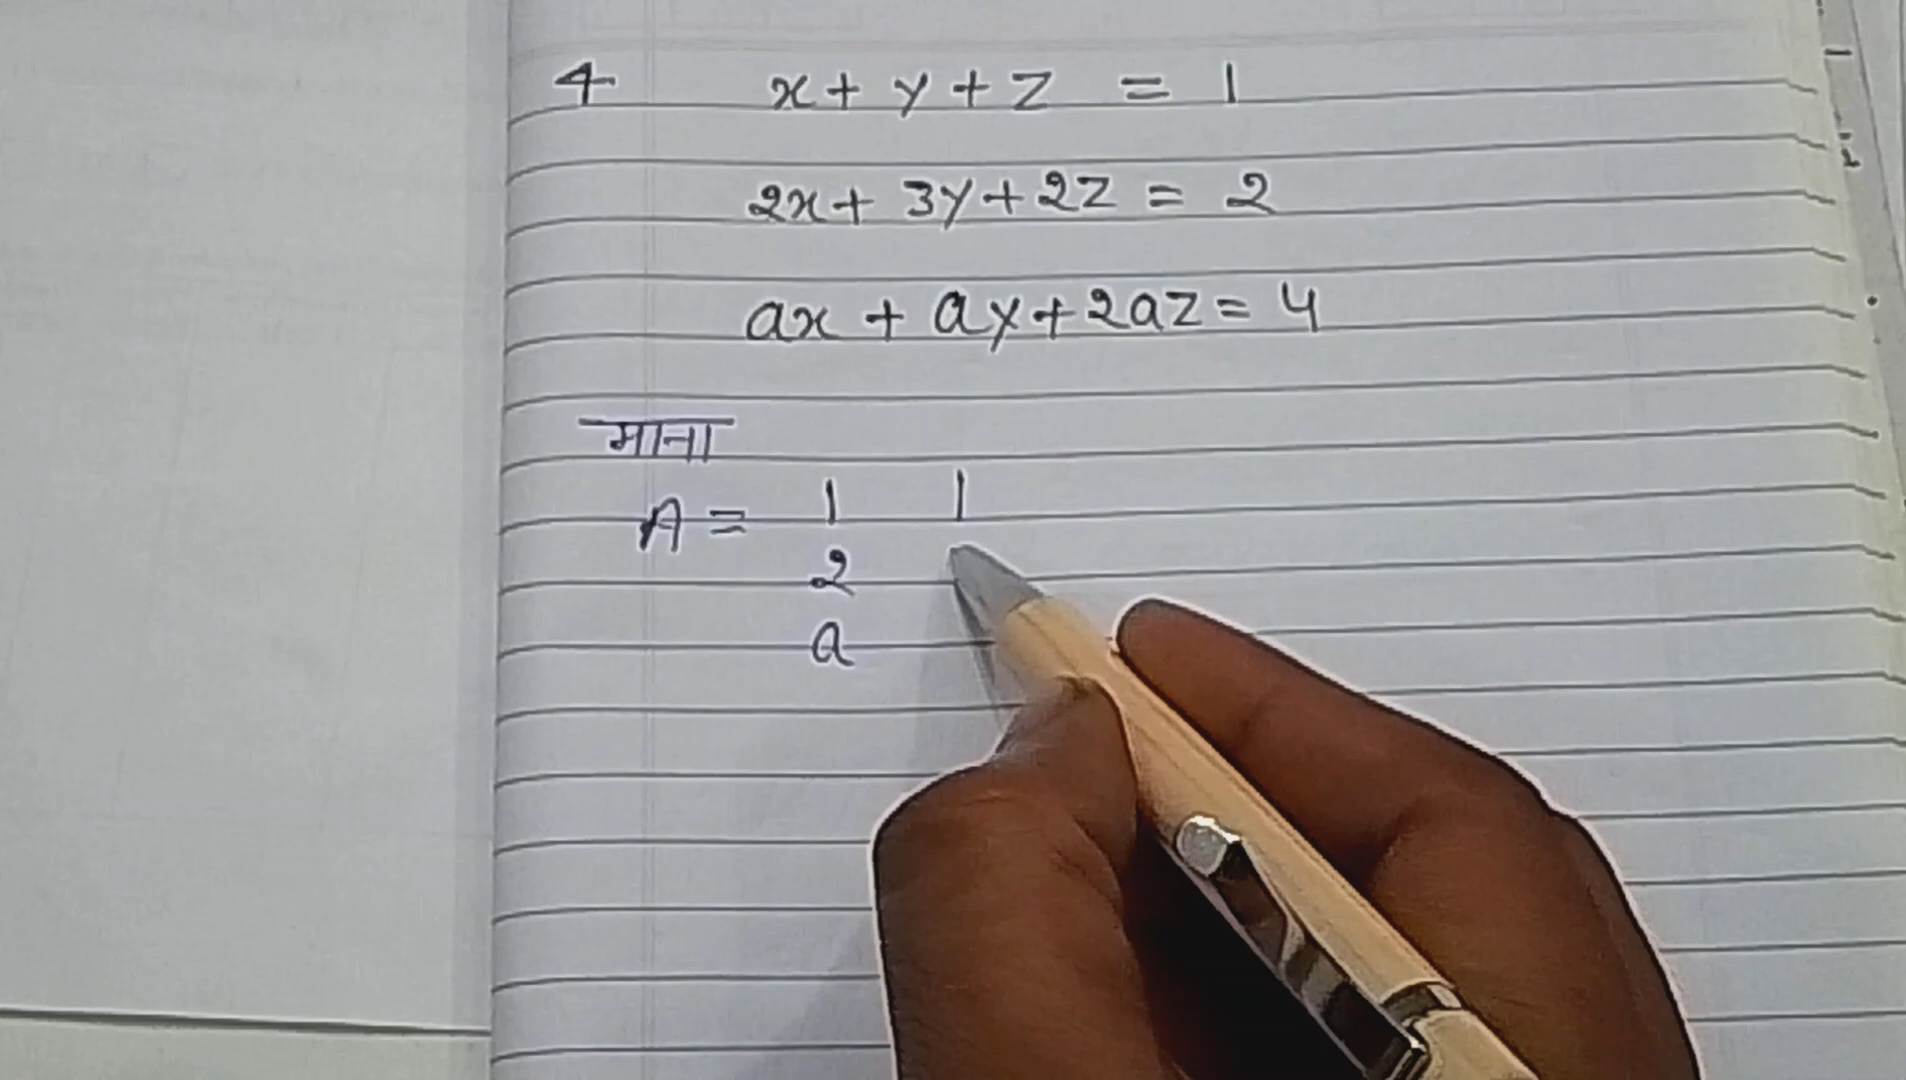 4 x + y + z = 1
2x + 3y + 2z = 2
ax + ay + 2az = 4
माना
A = 1 1
2
a